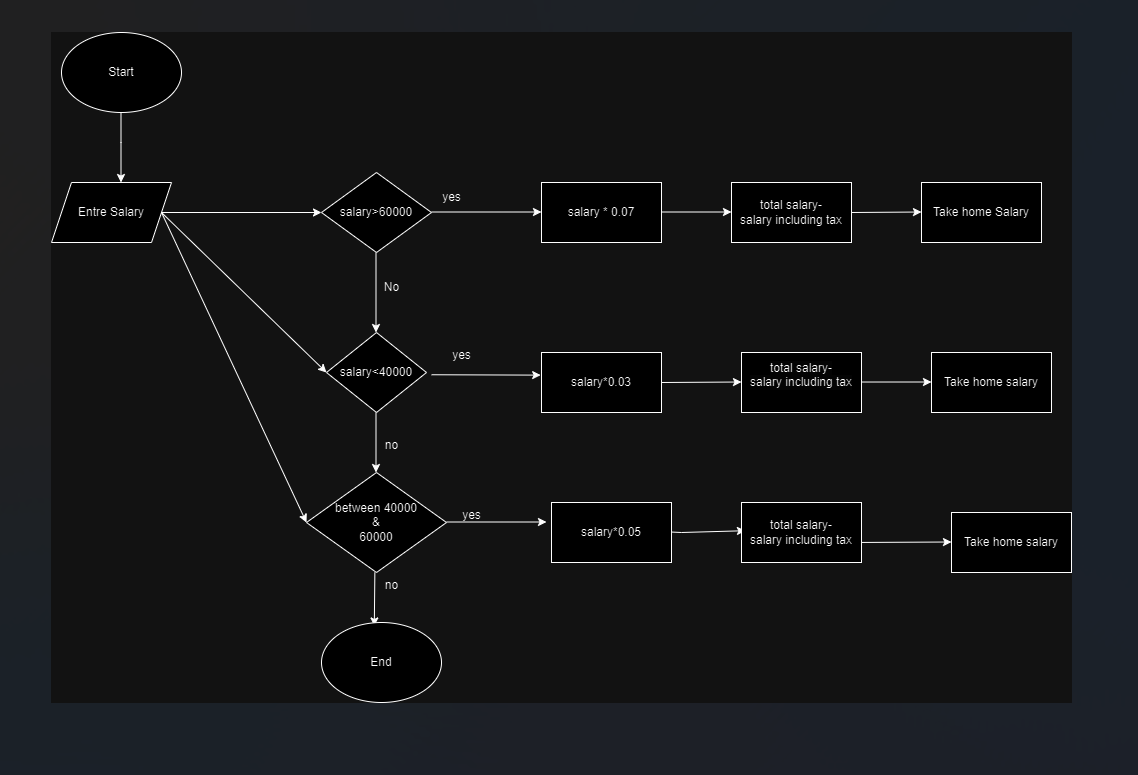 Start
Entre Salary
salary>60000
yes
salary * 0.07
total salary-
salary including tax
Take home Salary
No
salary<40000
yes
salary*0.03
total salary-
salary including tax
Take home salary
no
between 40000
&
60000
yes
salary*0.05
total salary-
salary including tax
Take home salary
no
End